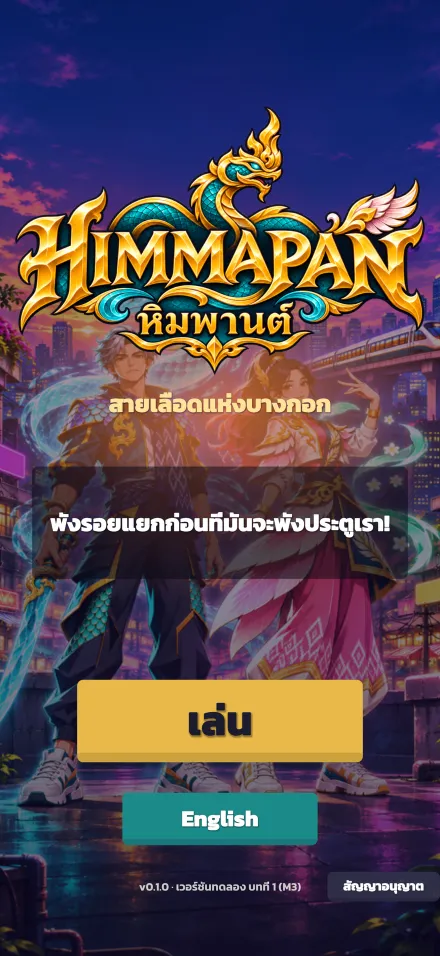 HIMMAPAN
หิมพานต์
สายเลือดแห่งบางกอก
พังรอยแยกก่อนที่มันจะพังประตูเรา!
เล่น
English
v0.1.0 · เวอร์ชันทดลอง บทที่ 1 (M3)
สัญญาอนุญาต